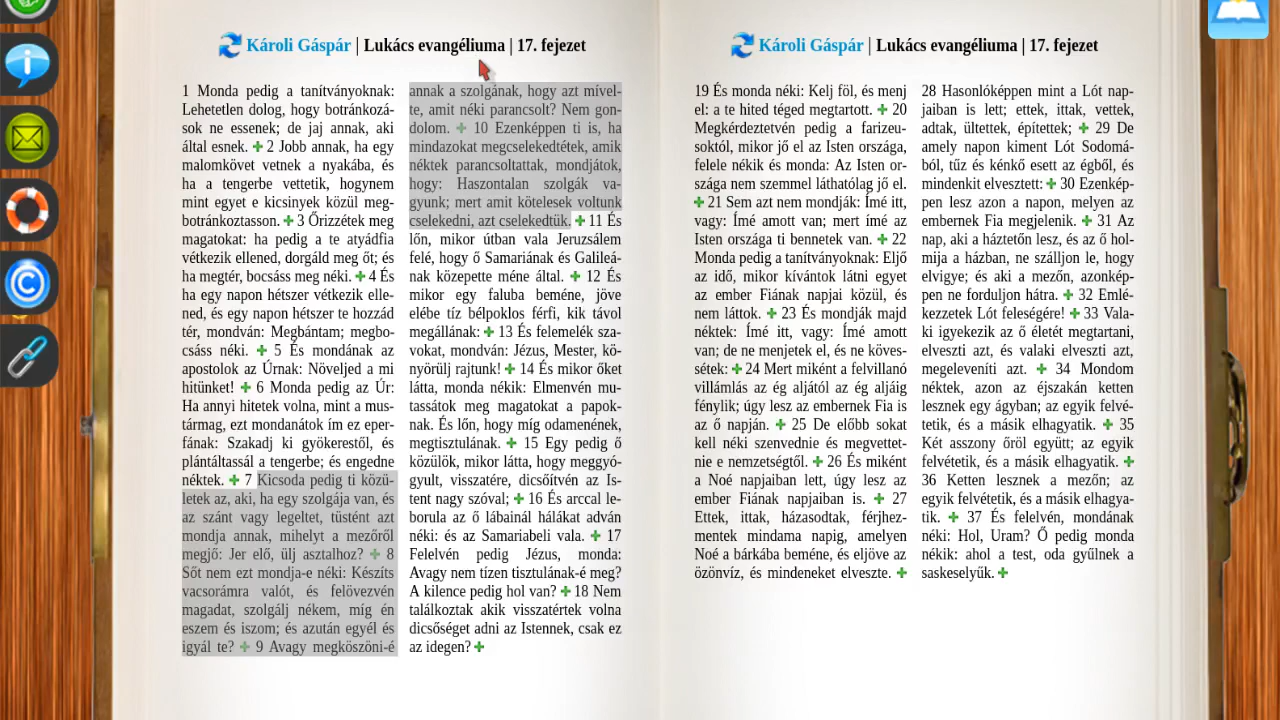 Károli Gáspár | Lukács evangéliuma | 17. fejezet
1 Monda pedig a tanítványoknak:
Lehetetlen dolog, hogy botránkozá-
sok ne essenek; de jaj annak, aki
által esnek. 2 Jobb annak, ha egy
malomkövet vetnek a nyakába, és
ha a tengerbe vettetik, hogynem
mint egyet e kicsinyek közül meg-
botránkoztasson. 3 Őrizzétek meg
magatokat: ha pedig a te atyádfia
vétkezik ellened, dorgáld meg őt; és
ha megtér, bocsáss meg néki. 4 És
ha egy napon hétszer vétkezik elle-
ned, és egy napon hétszer te hozzád
tér, mondván: Megbántam; megbo-
csáss néki. 5 És mondának az
apostolok az Úrnak: Növeljed a mi
hitünket! 6 Monda pedig az Úr:
Ha annyi hitetek volna, mint a mus-
tármag, ezt mondanátok ím ez eper-
fának: Szakadj ki gyökerestől, és
plántáltassál a tengerbe; és engedne
néktek. 7 Kicsoda pedig ti közü-
letek az, aki, ha egy szolgája van, és
az szánt vagy legeltet, tüstént azt
mondja annak, mihelyt a mezőről
megjő: Jer elő, ülj asztalhoz? 8
Sőt nem ezt mondja-e néki: Készíts
vacsorámra valót, és felövezvén
magadat, szolgálj nékem, míg én
eszem és iszom; és azután egyél és
igyál te? 9 Avagy megköszöni-é
annak a szolgának, hogy azt mível-
te, amit néki parancsolt? Nem gon-
dolom. 10 Ezenképpen ti is, ha
mindazokat megcselekedtétek, amik
néktek parancsoltattak, mondjátok,
hogy: Haszontalan szolgák va-
gyunk; mert amit kötelesek voltunk
cselekedni, azt cselekedtük. 11 És
lőn, mikor útban vala Jeruzsálem
felé, hogy ő Samariának és Galileá-
nak közepette méne által. 12 És
mikor egy faluba beméne, jöve
elébe tíz bélpoklos férfi, kik távol
megállának: 13 És felemelék sza-
vokat, mondván: Jézus, Mester, kö-
nyörülj rajtunk! 14 És mikor őket
látta, monda nékik: Elmenvén mu-
tassátok meg magatokat a papok-
nak. És lőn, hogy míg odamenének,
megtisztulának. 15 Egy pedig ő
közülök, mikor látta, hogy meggyó-
gyult, visszatére, dicsőítvén az Is-
tent nagy szóval; 16 És arccal le-
borula az ő lábainál hálákat adván
néki: és az Samariabeli vala. 17
Felelvén pedig Jézus, monda:
Avagy nem tízen tisztulának-é meg?
A kilence pedig hol van? 18 Nem
találkoztak akik visszatértek volna
dicsőséget adni az Istennek, csak ez
az idegen?
Károli Gáspár | Lukács evangéliuma | 17. fejezet
19 És monda néki: Kelj föl, és menj
el: a te hited téged megtartott. 20
Megkérdeztetvén pedig a farizeu-
soktól, mikor jő el az Isten országa,
felele nékik és monda: Az Isten or-
szága nem szemmel láthatólag jő el.
21 Sem azt nem mondják: Ímé itt,
vagy: Ímé amott van; mert ímé az
Isten országa ti bennetek van. 22
Monda pedig a tanítványoknak: Eljő
az idő, mikor kívántok látni egyet
az ember Fiának napjai közül, és
nem láttok. 23 És mondják majd
néktek: Ímé itt, vagy: Ímé amott
van; de ne menjetek el, és ne köves-
sétek: 24 Mert miként a felvillanó
villámlás az ég aljától az ég aljáig
fénylik; úgy lesz az embernek Fia is
az ő napján. 25 De előbb sokat
kell néki szenvednie és megvettet-
nie e nemzetségtől. 26 És miként
a Noé napjaiban lett, úgy lesz az
ember Fiának napjaiban is. 27
Ettek, ittak, házasodtak, férjhez-
mentek mindama napig, amelyen
Noé a bárkába beméne, és eljöve az
özönvíz, és mindeneket elveszte.
28 Hasonlóképpen mint a Lót nap-
jaiban is lett; ettek, ittak, vettek,
adtak, ültettek, építettek; 29 De
amely napon kiment Lót Sodomá-
ból, tűz és kénkő esett az égből, és
mindenkit elvesztett: 30 Ezenkép-
pen lesz azon a napon, melyen az
embernek Fia megjelenik. 31 Az
nap, aki a háztetőn lesz, és az ő hol-
mija a házban, ne szálljon le, hogy
elvigye; és aki a mezőn, azonkép-
pen ne forduljon hátra. 32 Emlé-
kezzetek Lót feleségére! 33 Vala-
ki igyekezik az ő életét megtartani,
elveszti azt, és valaki elveszti azt,
megeleveníti azt. 34 Mondom
néktek, azon az éjszakán ketten
lesznek egy ágyban; az egyik felvé-
tetik, és a másik elhagyatik. 35
Két asszony őröl együtt; az egyik
felvétetik, és a másik elhagyatik.
36 Ketten lesznek a mezőn; az
egyik felvétetik, és a másik elhagya-
tik. 37 És felelvén, mondának
néki: Hol, Uram? Ő pedig monda
nékik: ahol a test, oda gyűlnek a
saskeselyűk.